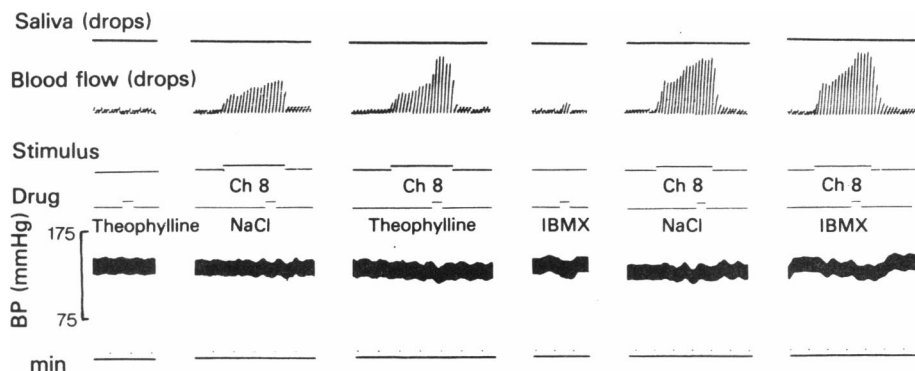 Saliva (drops)
Blood flow (drops)
Stimulus
Ch 8 Ch 8 Ch 8 Ch 8
Drug
Theophylline NaCl Theophylline IBMX NaCl IBMX
175
BP (mmHg)
75
min